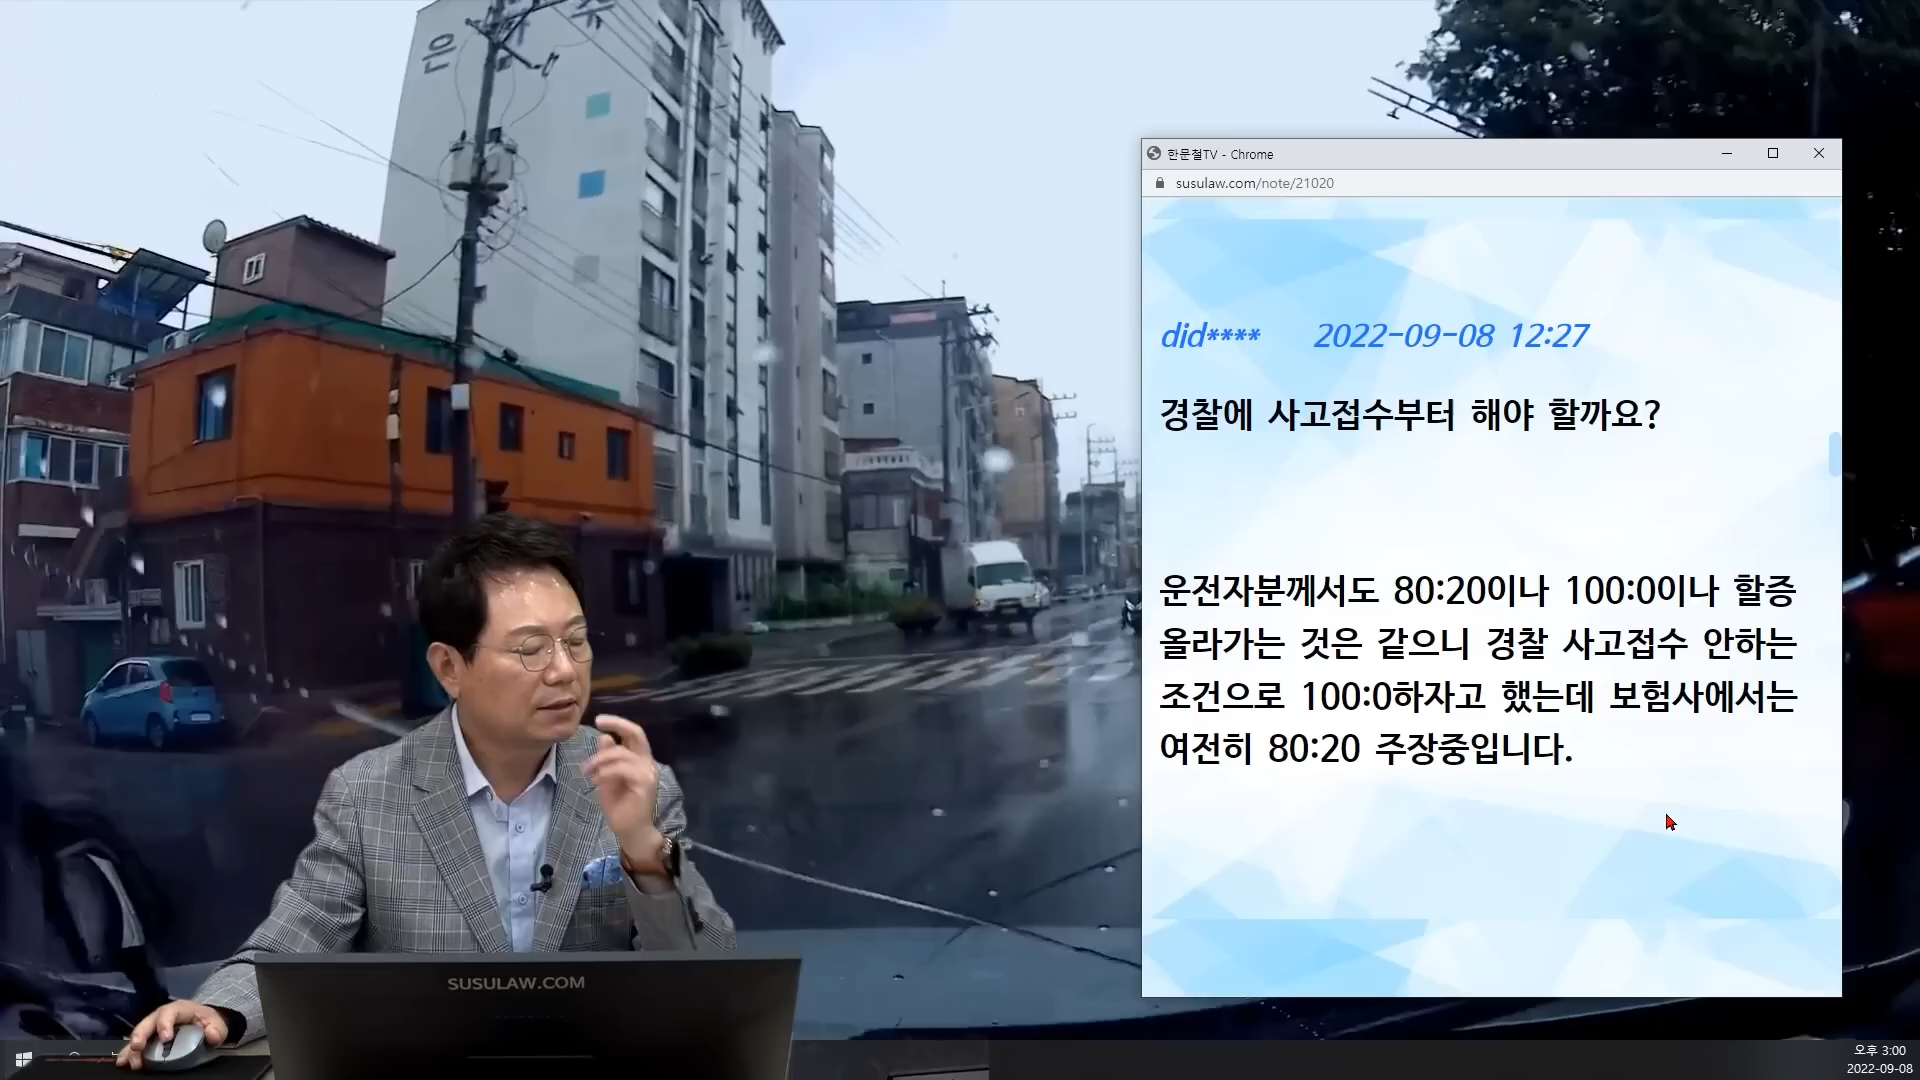 은
한문철TV - Chrome
susulaw.com/note/21020
did**** 2022-09-08 12:27
경찰에 사고접수부터 해야 할까요?
운전자분께서도 80:20이나 100:0이나 할증
올라가는 것은 같으니 경찰 사고접수 안하는
조건으로 100:0하자고 했는데 보험사에서는
여전히 80:20 주장중입니다.
SUSULAW.COM
오후 3:00
2022-09-08